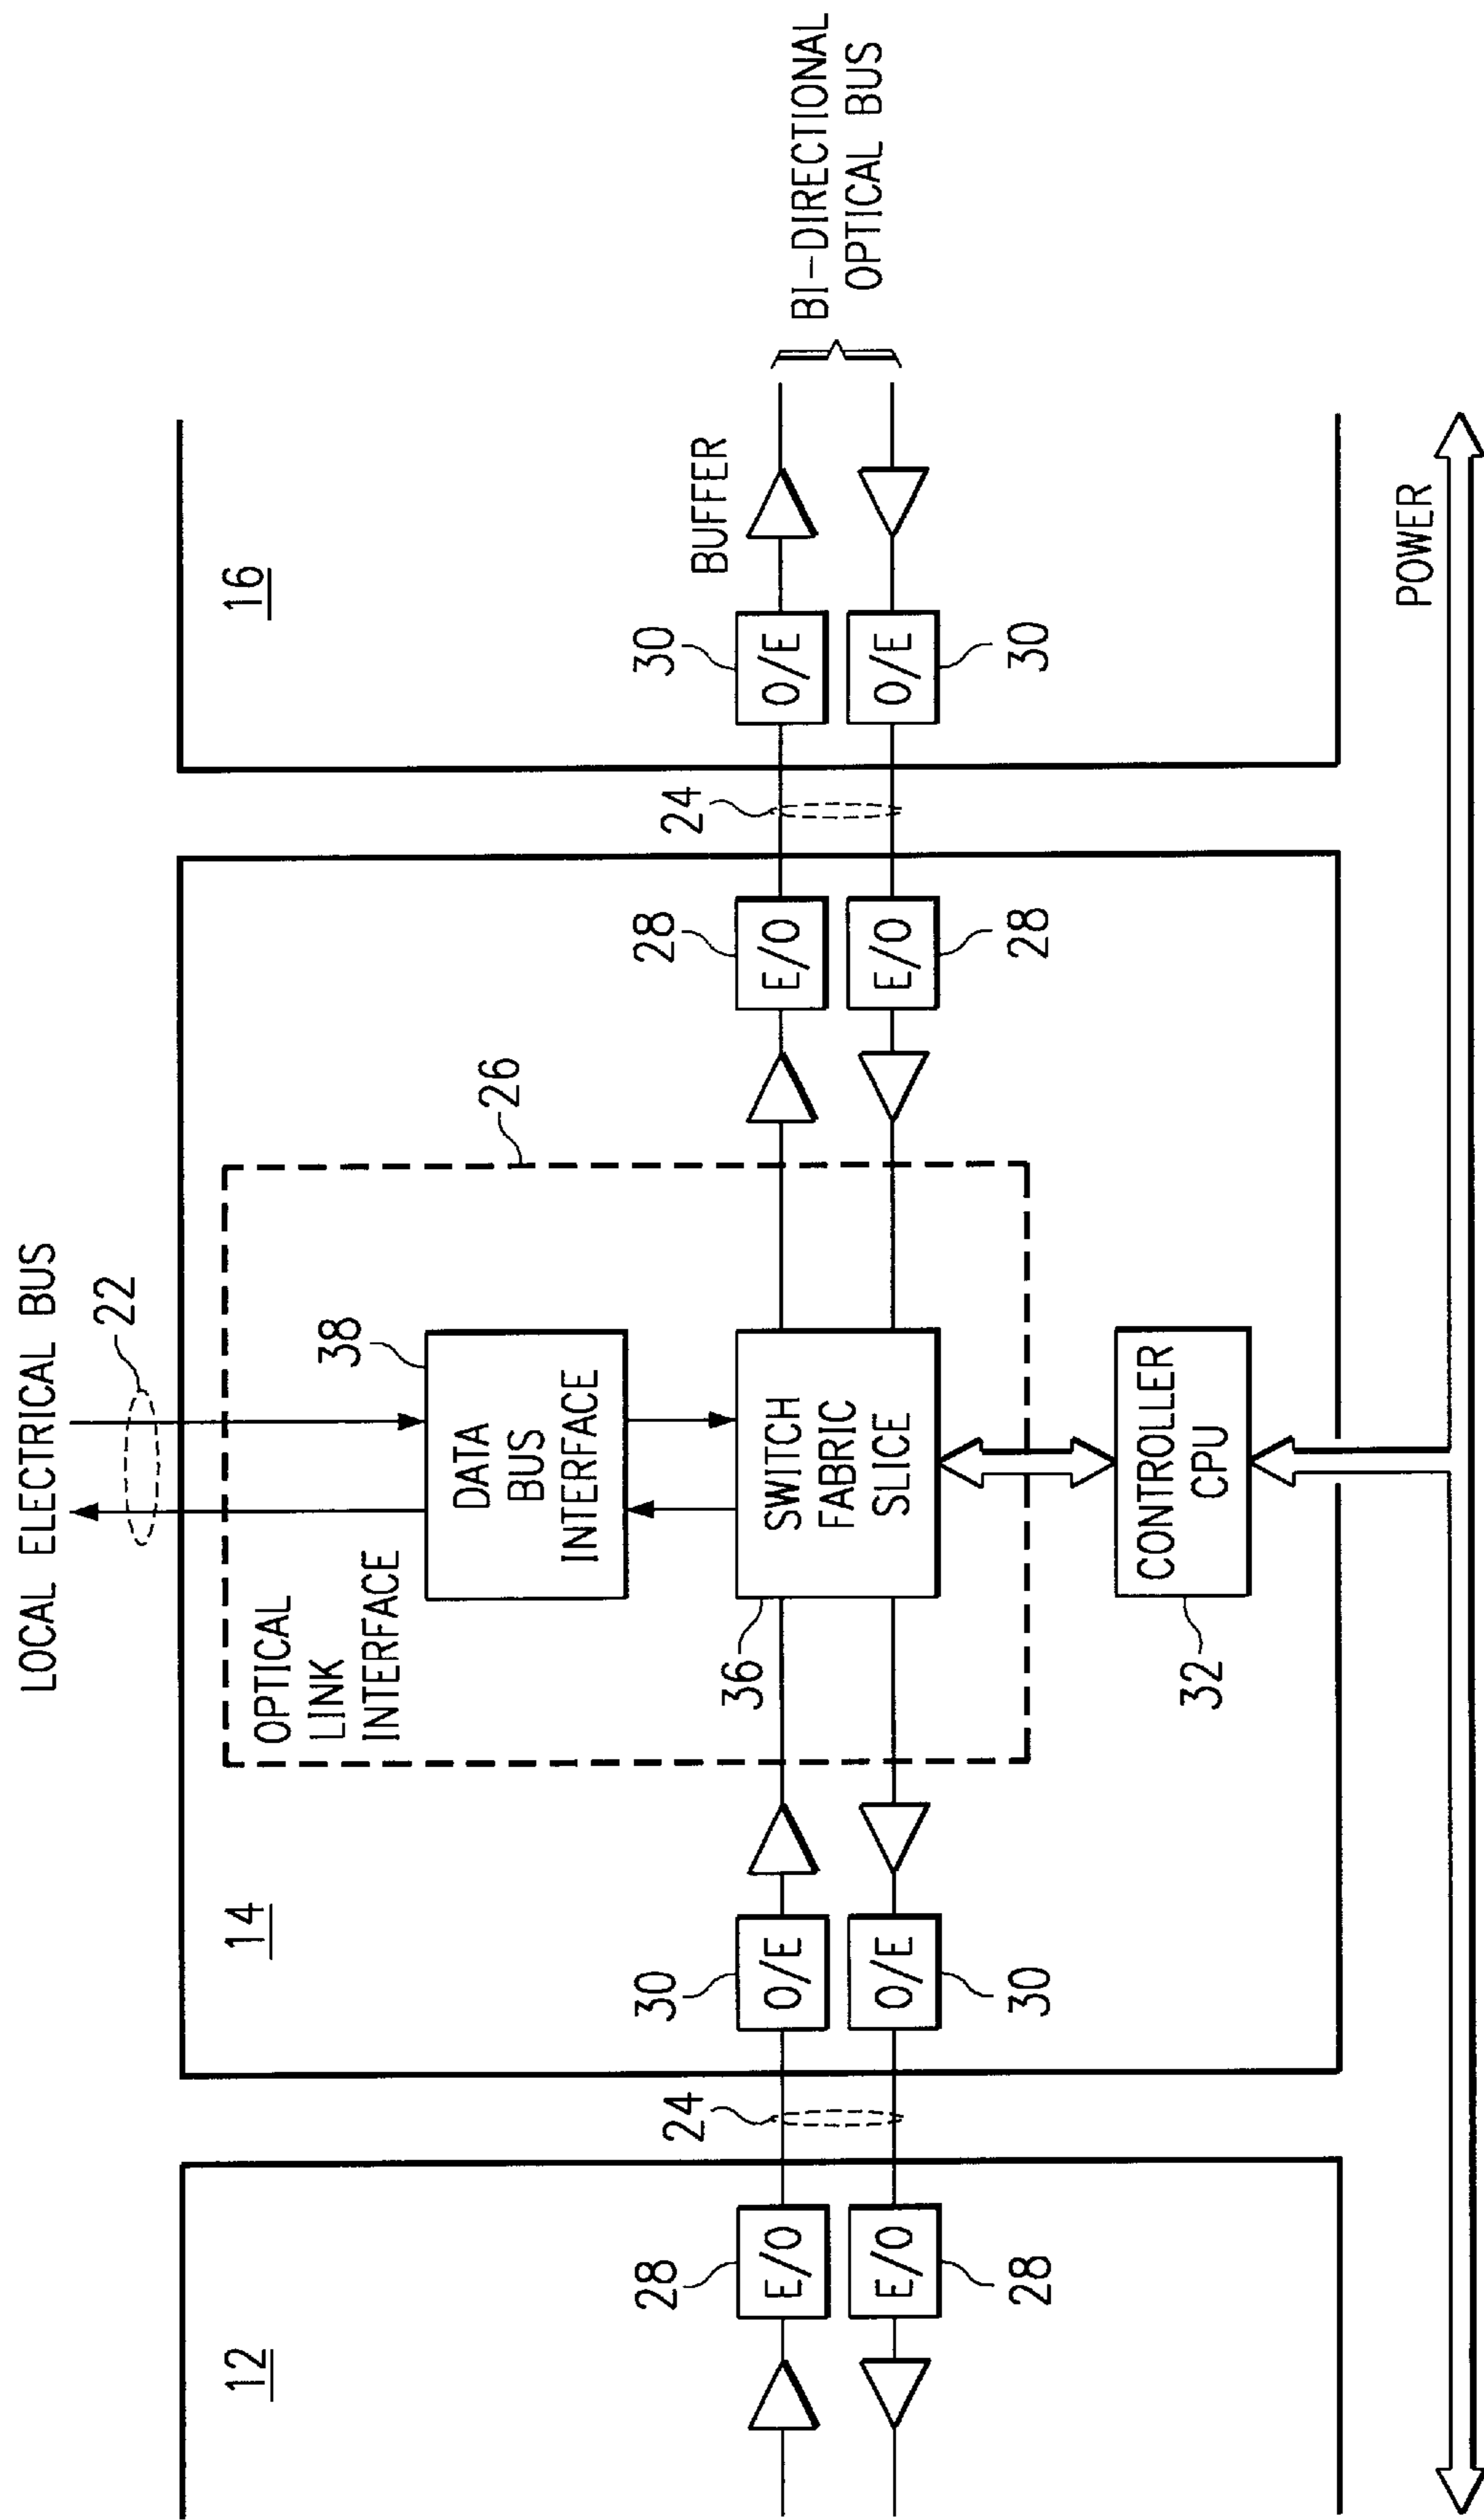 LOCAL ELECTRICAL BUS
22
12
14
16
OPTICAL
LINK
INTERFACE
38
26
DATA
BUS
INTERFACE
28
24
30
36
28
24
30
BUFFER
E/O
O/E
SWITCH
FABRIC
SLICE
E/O
O/E
BI-DIRECTIONAL
OPTICAL BUS
E/O
O/E
E/O
O/E
28
30
28
30
32
CONTROLLER
CPU
POWER